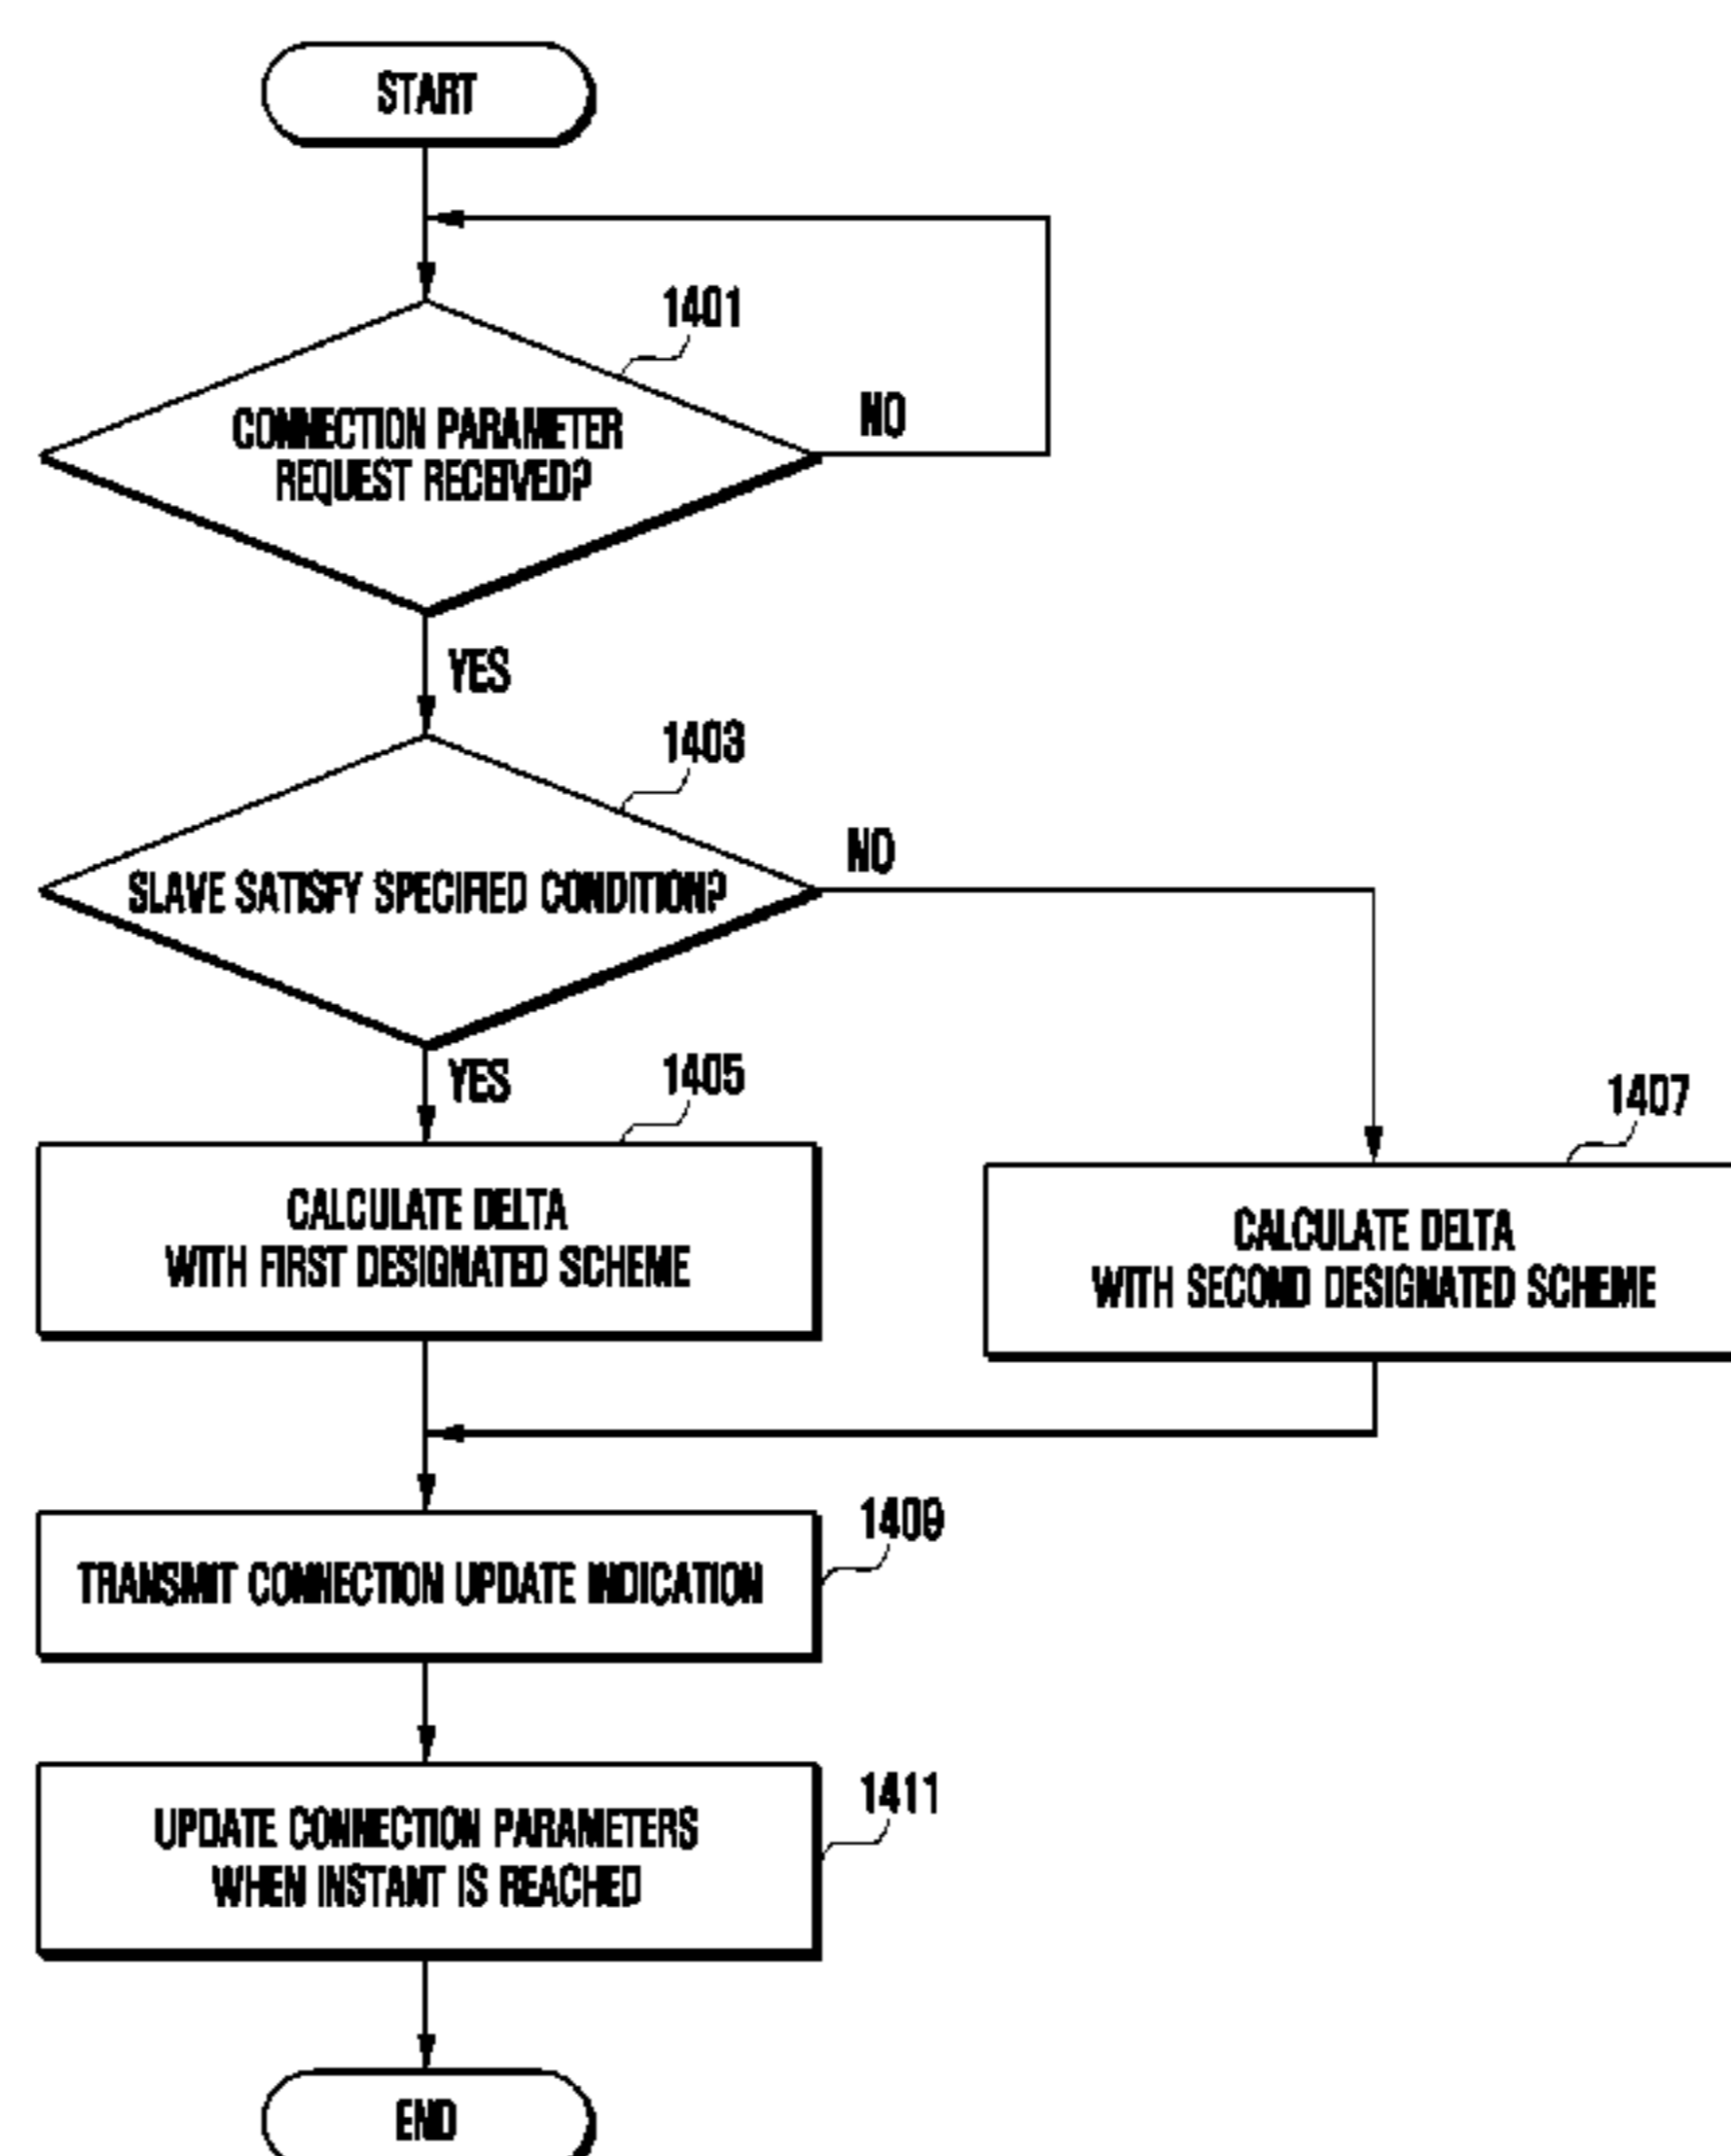 START
1401
CONNECTION PARAMETER
REQUEST RECEIVED?
NO
YES
1403
SLAVE SATISFY SPECIFIED CONDITION?
NO
YES
1405
CALCULATE DELTA
WITH FIRST DESIGNATED SCHEME
1407
CALCULATE DELTA
WITH SECOND DESIGNATED SCHEME
1409
TRANSMIT CONNECTION UPDATE INDICATION
1411
UPDATE CONNECTION PARAMETERS
WHEN INSTANT IS REACHED
END